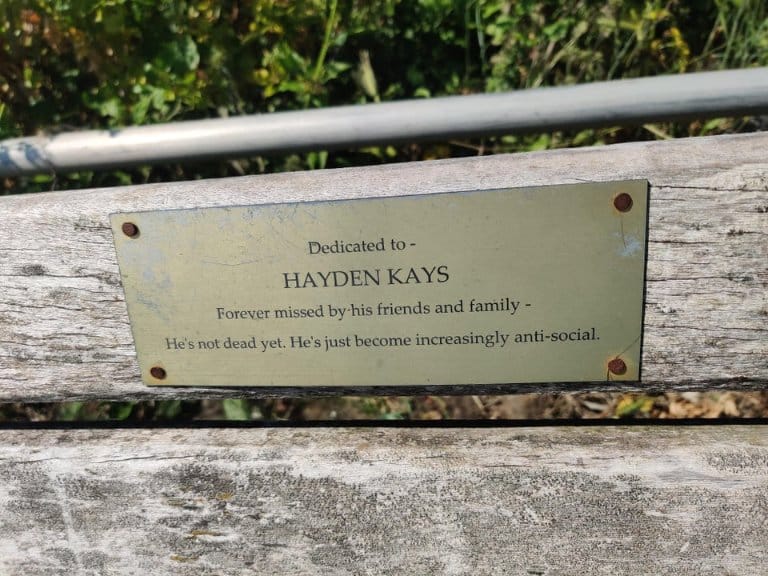 Dedicated to -
HAYDEN KAYS
Forever missed by his friends and family -
He's not dead yet. He's just become increasingly anti-social.